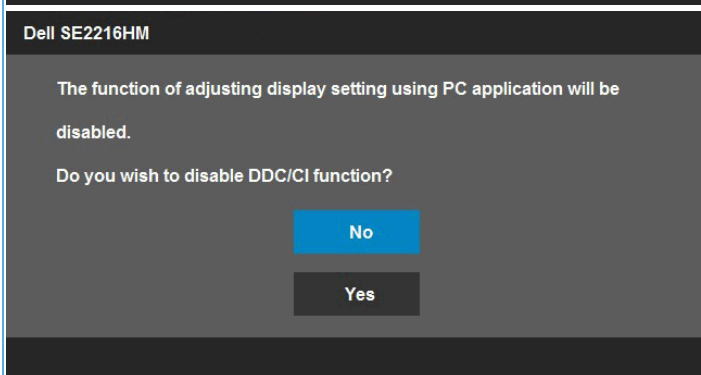 Dell SE2216HM
The function of adjusting display setting using PC application will be
disabled.
Do you wish to disable DDC/CI function?
No
Yes